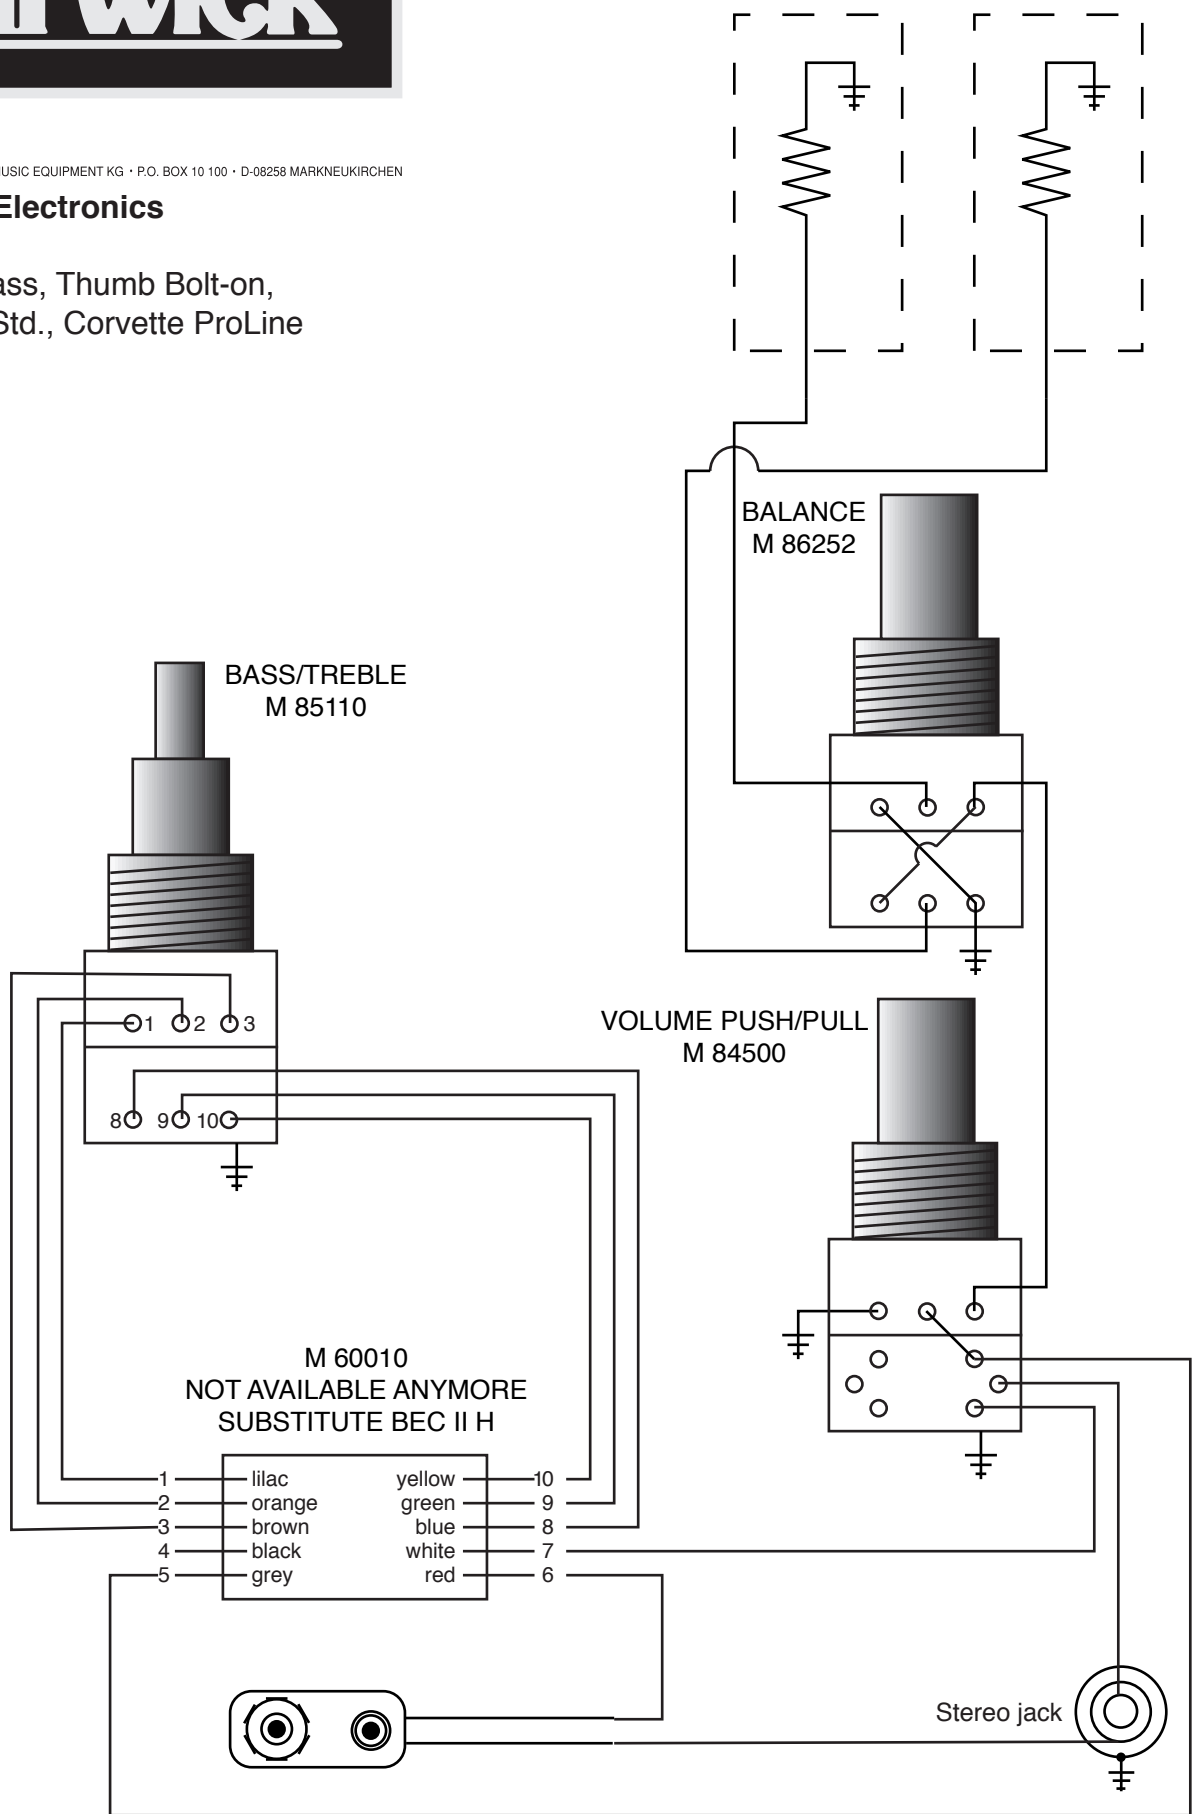 MUSIC EQUIPMENT KG • P.O. BOX 10 100 • D-08258 MARKNEUKIRCHEN
Electronics
Thumb Bolt-on,
Std., Corvette ProLine
BALANCE
M 86252
BASS/TREBLE
M 85110
1 2 3
8 9 10
VOLUME PUSH/PULL
M 84500
M 60010
NOT AVAILABLE ANYMORE
SUBSTITUTE BEC II H
1 lilac yellow 10
2 orange green 9
3 brown blue 8
4 black white 7
5 grey red 6
Stereo jack